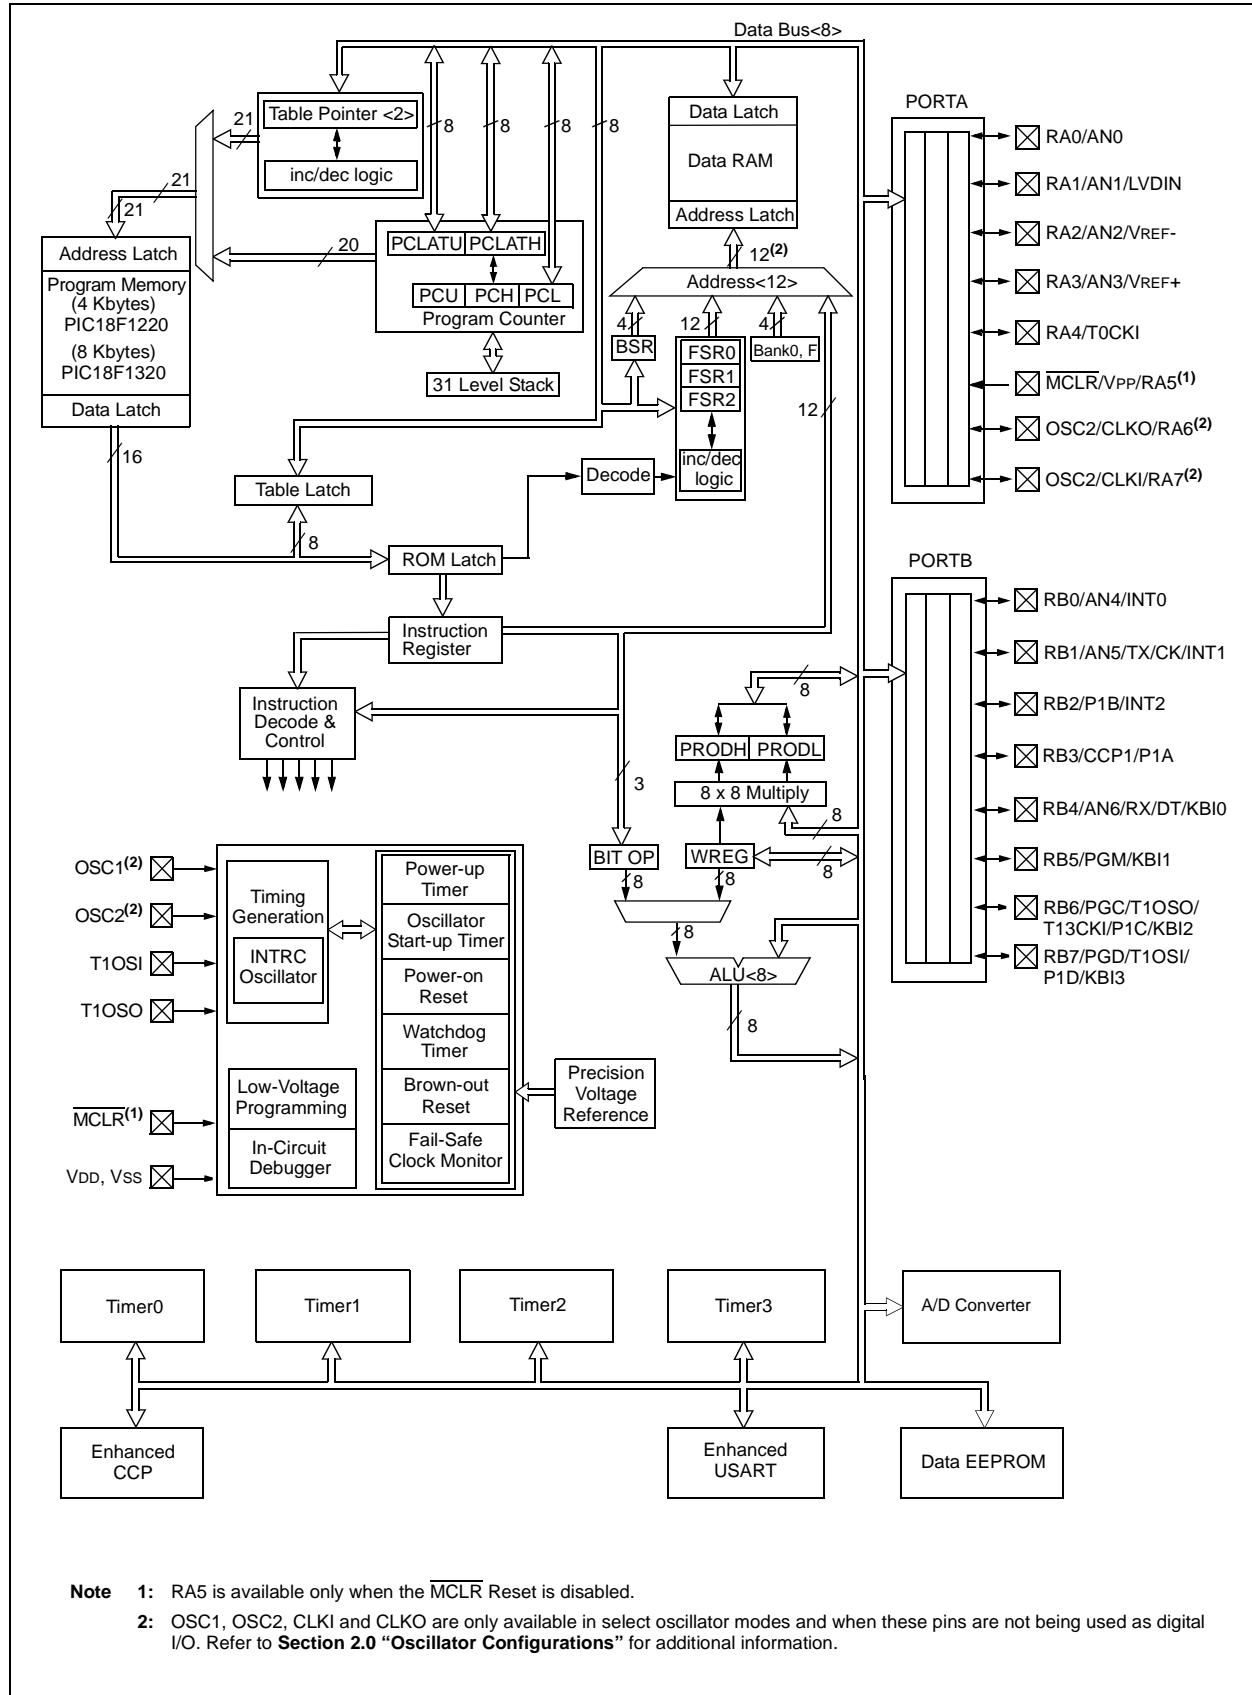 Data Bus<8>
PORTA
Table Pointer <2>
21
8
8
8
8
Data Latch
Data RAM
RA0/AN0
inc/dec logic
21
21
RA1/AN1/LVDIN
Address Latch
20
PCLATU
PCLATH
12(2)
RA2/AN2/VREF-
Address Latch
Program Memory
(4 Kbytes)
PIC18F1220
(8 Kbytes)
PIC18F1320
Data Latch
PCU
PCH
PCL
Program Counter
Address<12>
RA3/AN3/VREF+
4
12
4
BSR
FSR0
FSR1
FSR2
Bank0, F
RA4/T0CKI
31 Level Stack
12
MCLR/VPP/RA5(1)
OSC2/CLKO/RA6(2)
16
Table Latch
Decode
inc/dec
logic
OSC2/CLKI/RA7(2)
8
ROM Latch
PORTB
Instruction
Register
RB0/AN4/INT0
RB1/AN5/TX/CK/INT1
Instruction
Decode &
Control
8
RB2/P1B/INT2
PRODH
PRODL
RB3/CCP1/P1A
3
8 x 8 Multiply
8
RB4/AN6/RX/DT/KBI0
BIT OP
WREG
8
8
8
RB5/PGM/KBI1
RB6/PGC/T1OSO/
T13CKI/P1C/KBI2
8
ALU<8>
RB7/PGD/T1OSI/
P1D/KBI3
8
OSC1(2)
OSC2(2)
T1OSI
T1OSO
MCLR(1)
VDD, VSS
Timing
Generation
INTRC
Oscillator
Low-Voltage
Programming
In-Circuit
Debugger
Power-up
Timer
Oscillator
Start-up Timer
Power-on
Reset
Watchdog
Timer
Brown-out
Reset
Fail-Safe
Clock Monitor
Precision
Voltage
Reference
Timer0
Timer1
Timer2
Timer3
A/D Converter
Enhanced
CCP
Enhanced
USART
Data EEPROM
Note 1: RA5 is available only when the MCLR Reset is disabled.
2: OSC1, OSC2, CLKI and CLKO are only available in select oscillator modes and when these pins are not being used as digital
I/O. Refer to Section 2.0 “Oscillator Configurations” for additional information.